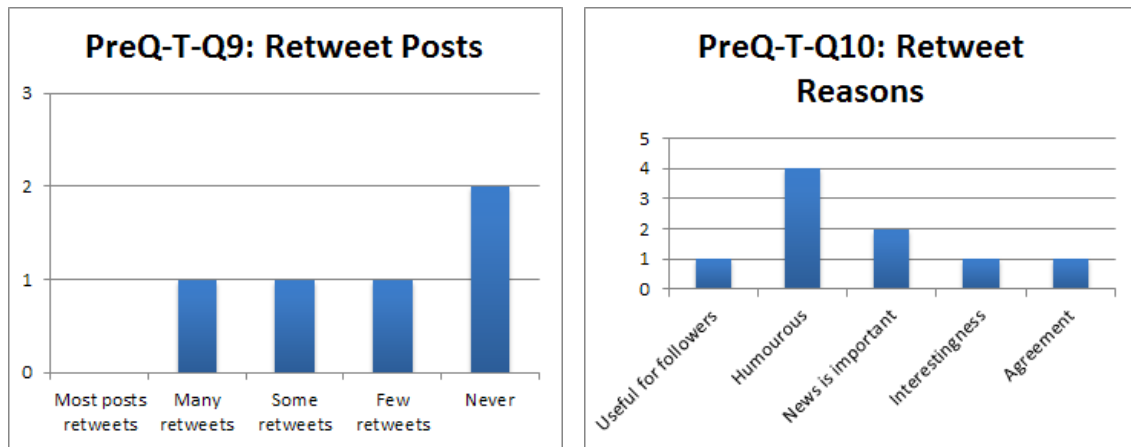 PreQ-T-Q9: Retweet Posts
3
2
1
0
Most posts
retweets
Many
retweets
Some
retweets
Few
retweets
Never
PreQ-T-Q10: Retweet
Reasons
5
4
3
2
1
0
Useful for followers
Humourous
News is important
Interestingness
Agreement